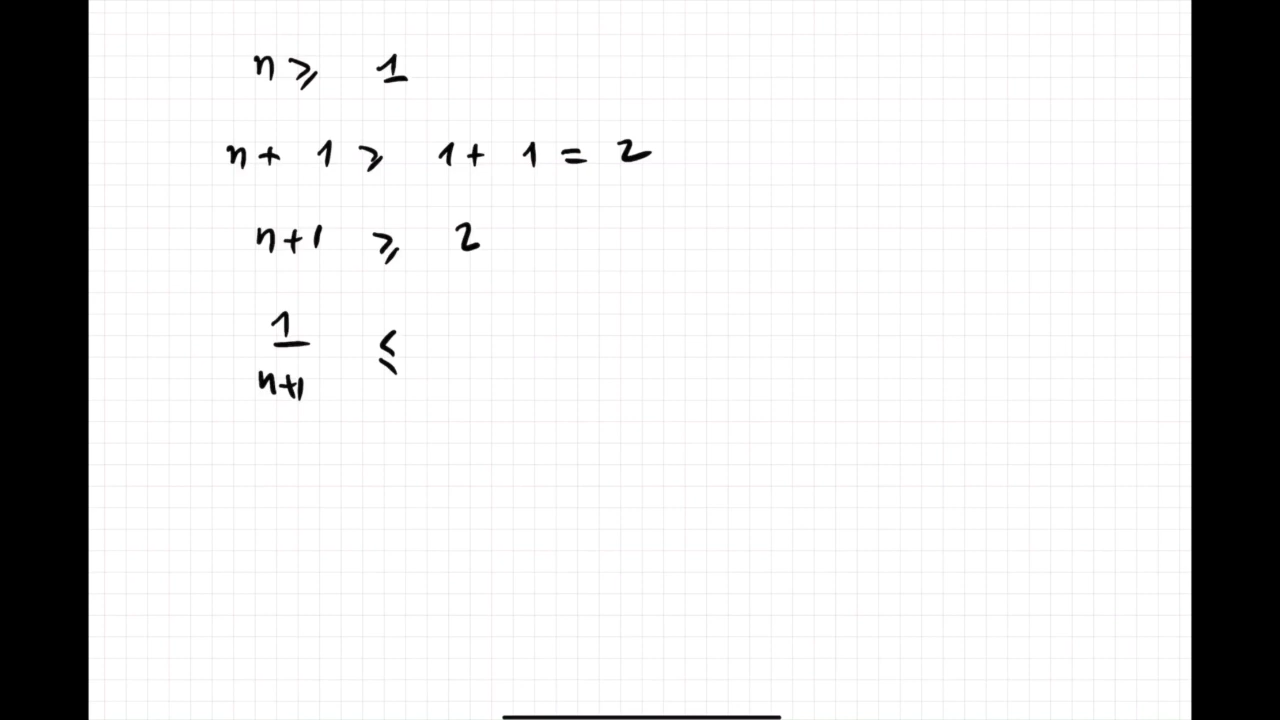 n ⩾ 1
n + 1 ⩾ 1 + 1 = 2
n+1 ⩾ 2
1
n+1 ⩽